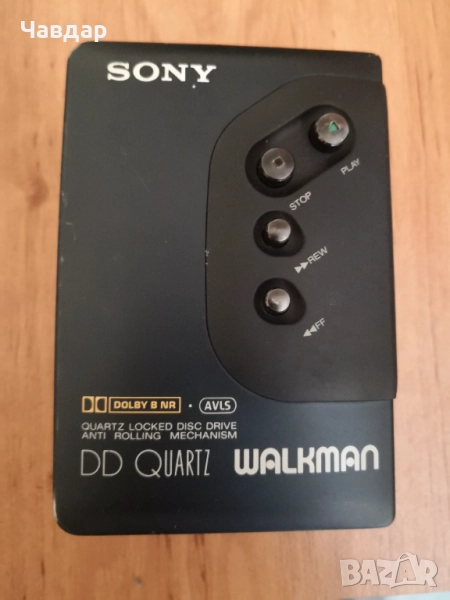 Чавдар
SONY
PLAY
STOP
▶▶REW
◀◀FF
DOLBY B NR · AVLS
QUARTZ LOCKED DISC DRIVE
ANTI ROLLING MECHANISM
DD QUARTZ WALKMAN
BAZAR